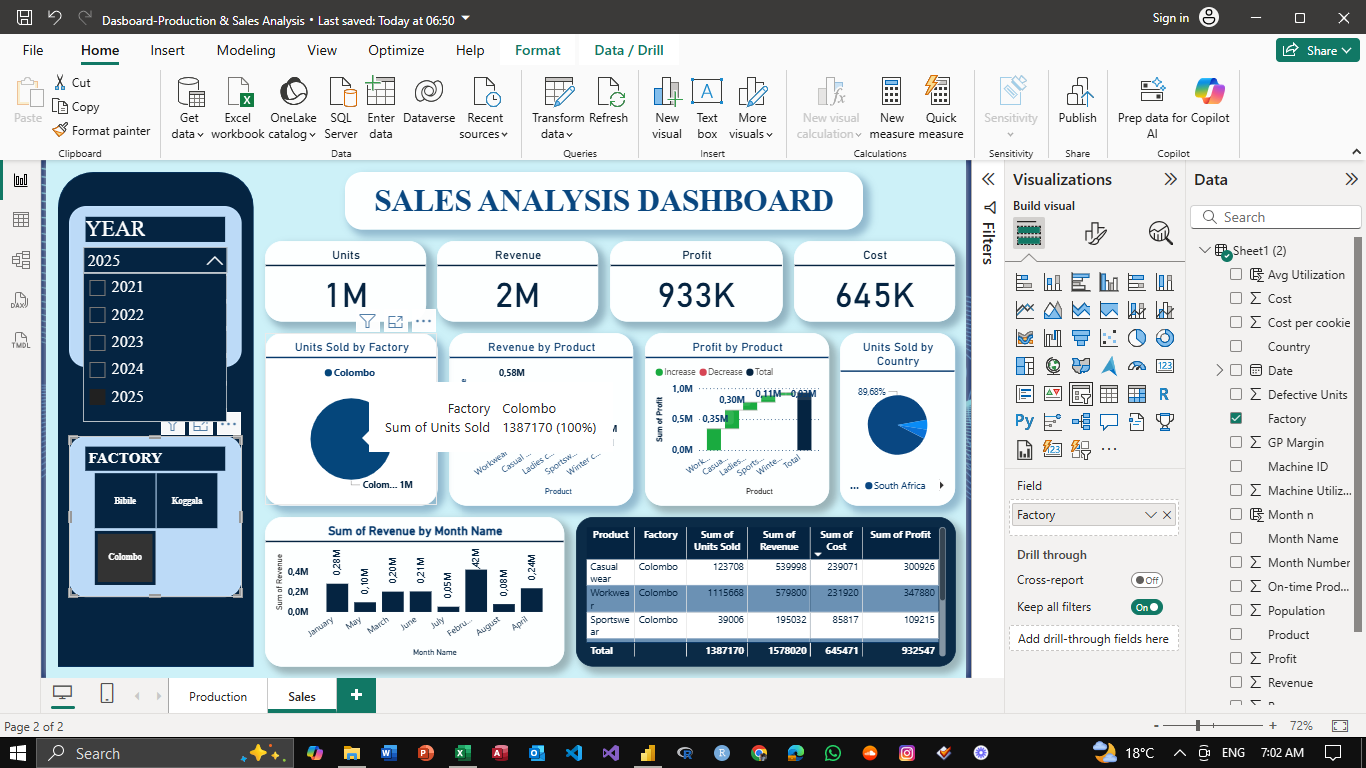 Dasboard-Production & Sales Analysis • Last saved: Today at 06:50
Sign in
File Home Insert Modeling View Optimize Help Format Data / Drill
Share
Paste
Cut
Copy
Format painter
Get data
Excel workbook
OneLake catalog
SQL Server
Enter data
Dataverse
Recent sources
Transform data
Refresh
New visual
Text box
More visuals
New visual calculation
New measure
Quick measure
Sensitivity
Publish
Prep data for AI
Copilot
Clipboard
Data
Queries
Insert
Calculations
Sensitivity
Share
Copilot
SALES ANALYSIS DASHBOARD
YEAR
2025
2021
2022
2023
2024
2025
FACTORY
Bibile
Koggala
Colombo
Units
1M
Revenue
2M
Profit
933K
Cost
645K
Units Sold by Factory
Colombo
Colom... 1M
Factory Colombo
Sum of Units Sold 1387170 (100%)
Revenue by Product
0,58M
Workwear
Casual ...
Ladies c...
Sportsw...
Winter c...
Product
Profit by Product
Increase Decrease Total
Sum of Profit
1,0M
0,5M
0,0M
0,35M
0,30M
0,11M
Work...
Casua...
Ladies...
Sports...
Winte...
Total
Product
Units Sold by Country
89,68%
... South Africa
Sum of Revenue by Month Name
Sum of Revenue
0,4M
0,2M
0,0M
0,28M
0,10M
0,20M
0,21M
0,05M
0,42M
0,08M
0,24M
January
May
March
June
July
Febru...
August
April
Month Name
Product Factory Sum of Units Sold Sum of Revenue Sum of Cost Sum of Profit
Casual wear Colombo 123708 539998 239071 300926
Workwear Colombo 1115668 579800 231920 347880
Sportswear Colombo 39006 195032 85817 109215
Total 1387170 1578020 645471 932547
Filters
Visualizations
Build visual
Field
Factory
Drill through
Cross-report Off
Keep all filters On
Add drill-through fields here
Data
Search
Sheet1 (2)
Avg Utilization
Cost
Cost per cookie
Country
Date
Defective Units
Factory
GP Margin
Machine ID
Machine Utiliz...
Month n
Month Name
Month Number
On-time Prod...
Population
Product
Profit
Revenue
DAX
TMDL
Production
Sales
Page 2 of 2
72%
Search
18°C
ENG
7:02 AM